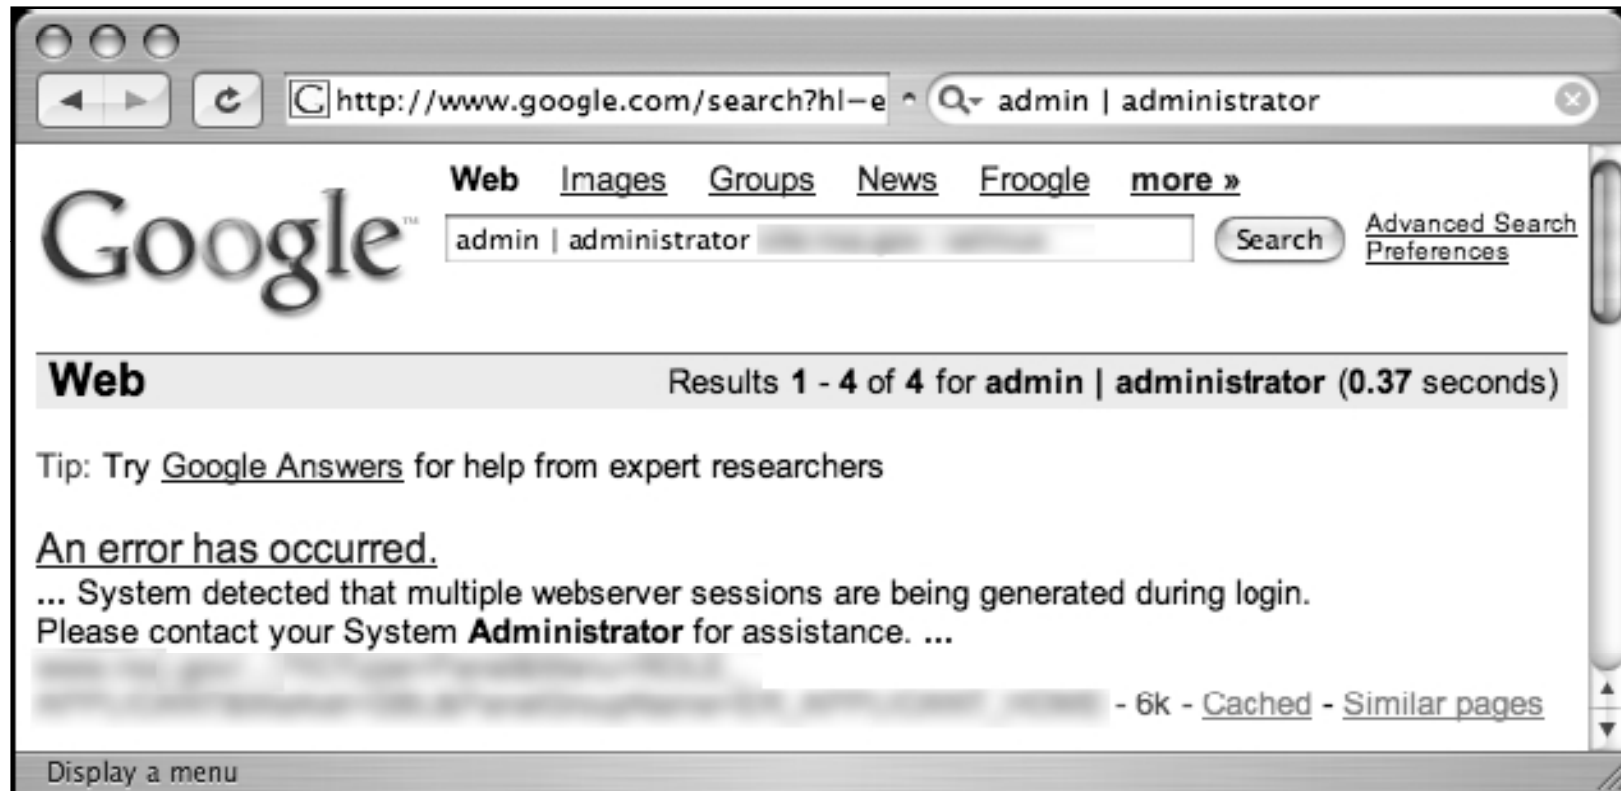 http://www.google.com/search?hl=e admin | administrator
Web Images Groups News Froogle more »
Google™
admin | administrator Search Advanced Search
Preferences
Web Results 1 - 4 of 4 for admin | administrator (0.37 seconds)
Tip: Try Google Answers for help from expert researchers
An error has occurred.
... System detected that multiple webserver sessions are being generated during login.
Please contact your System Administrator for assistance. ...
- 6k - Cached - Similar pages
Display a menu